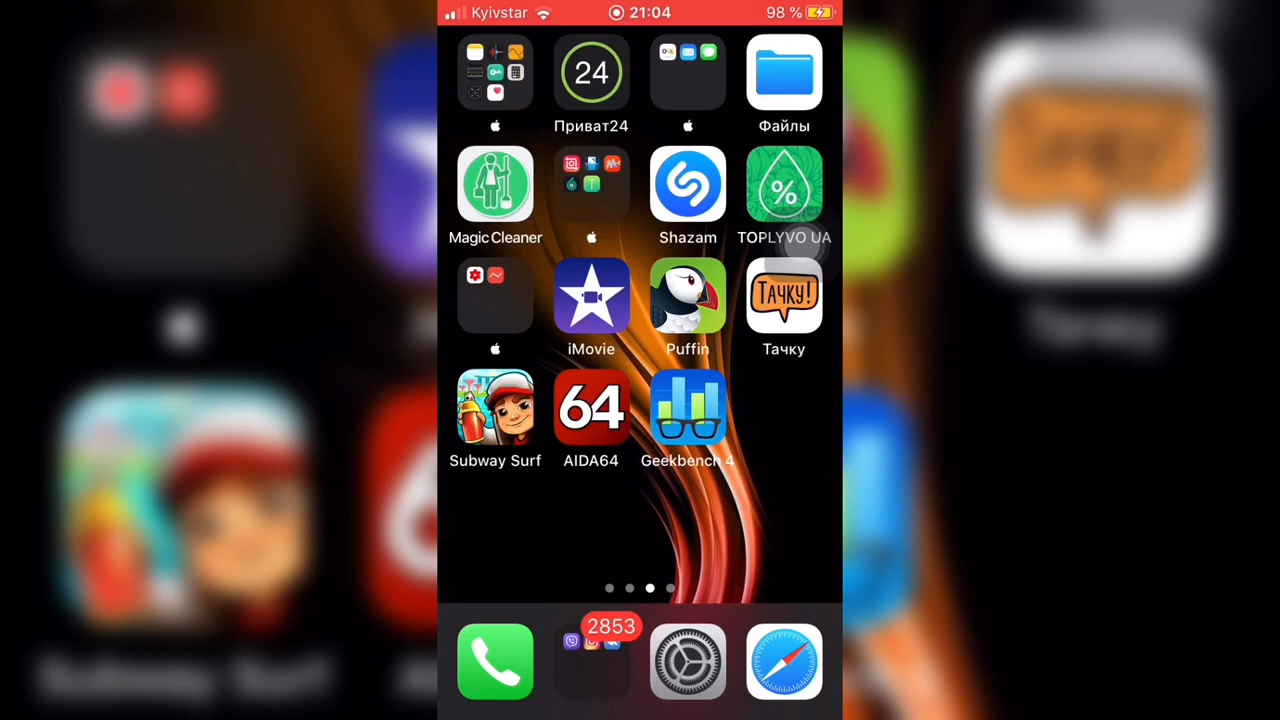 Kyivstar 21:04 98 %
24
Приват24 Файлы
%
Magic Cleaner Shazam TOPLYVO UA
ТАЧКУ!
iMovie Puffin Тачку
64
Subway Surf AIDA64 Geekbench 4
2853